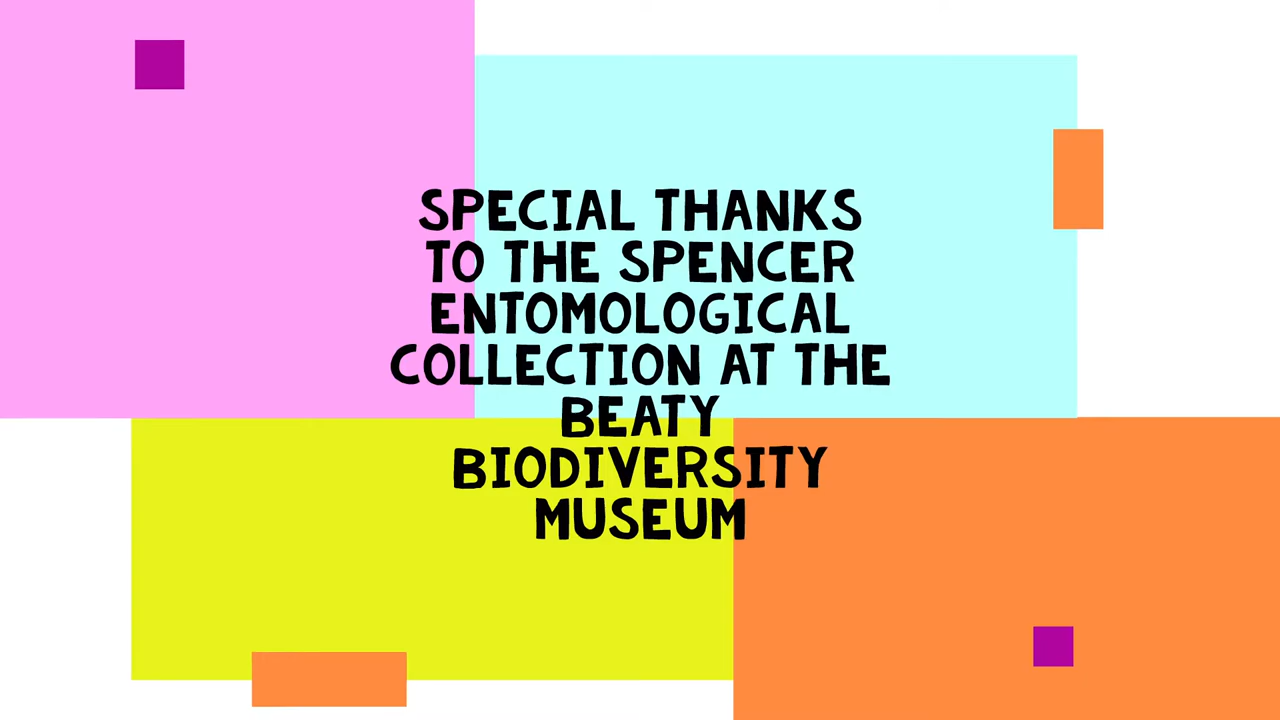 SPECIAL THANKS
TO THE SPENCER
ENTOMOLOGICAL
COLLECTION AT THE
BEATY
BIODIVERSITY
MUSEUM